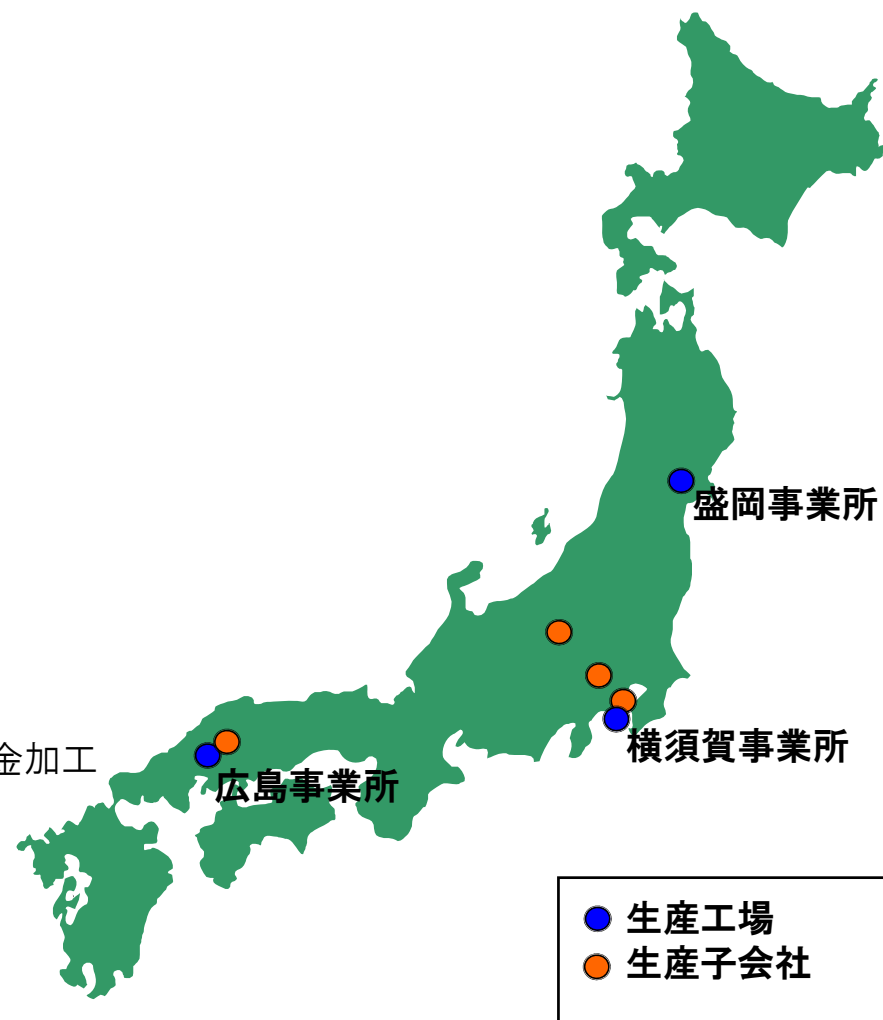 盛岡事業所
横須賀事業所
金加工
広島事業所
生産工場
生産子会社